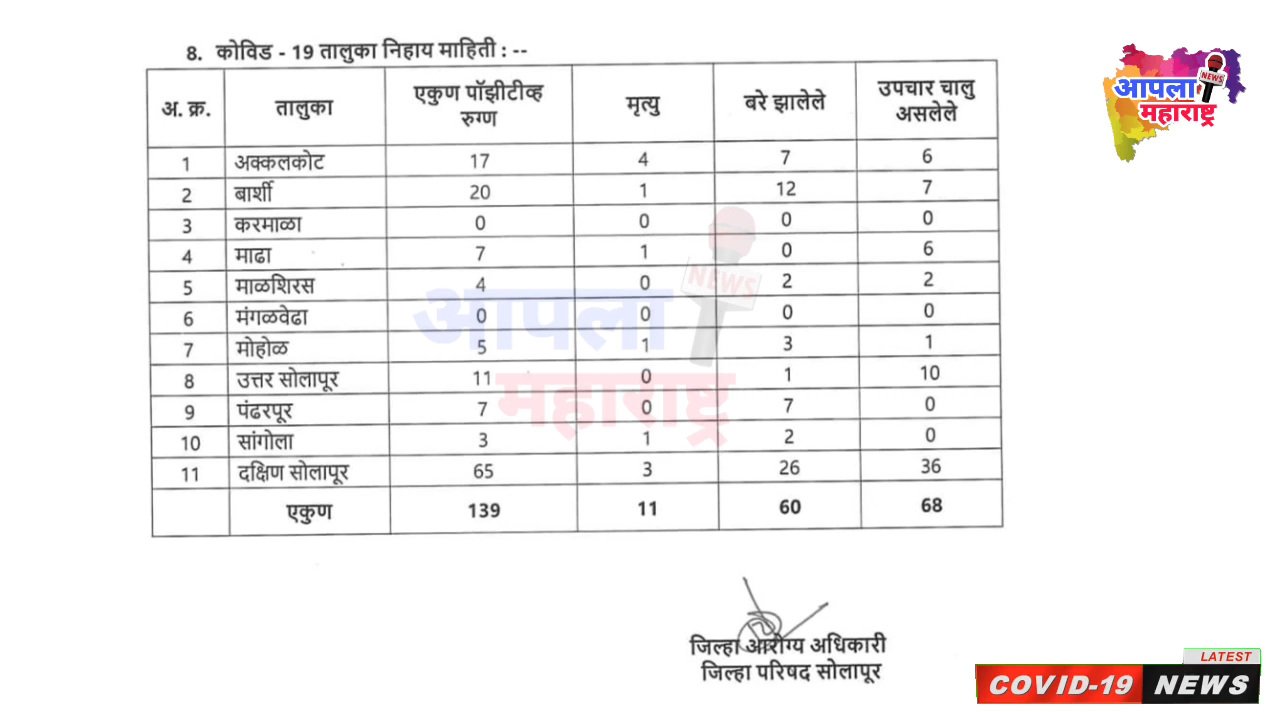 8. कोविड - 19 तालुका निहाय माहिती : --
अ. क्र. तालुका एकुण पॉझीटीव्ह रुग्ण मृत्यु बरे झालेले उपचार चालु असलेले
1 अक्कलकोट 17 4 7 6
2 बार्शी 20 1 12 7
3 करमाळा 0 0 0 0
4 माढा 7 1 0 6
5 माळशिरस 4 0 2 2
6 मंगळवेढा 0 0 0 0
7 मोहोळ 5 1 3 1
8 उत्तर सोलापूर 11 0 1 10
9 पंढरपूर 7 0 7 0
10 सांगोला 3 1 2 0
11 दक्षिण सोलापूर 65 3 26 36
एकुण 139 11 60 68
जिल्हा आरोग्य अधिकारी
जिल्हा परिषद सोलापूर
आपला
NEWS
महाराष्ट्र
आपला
NEWS
महाराष्ट्र
LATEST
COVID-19 NEWS